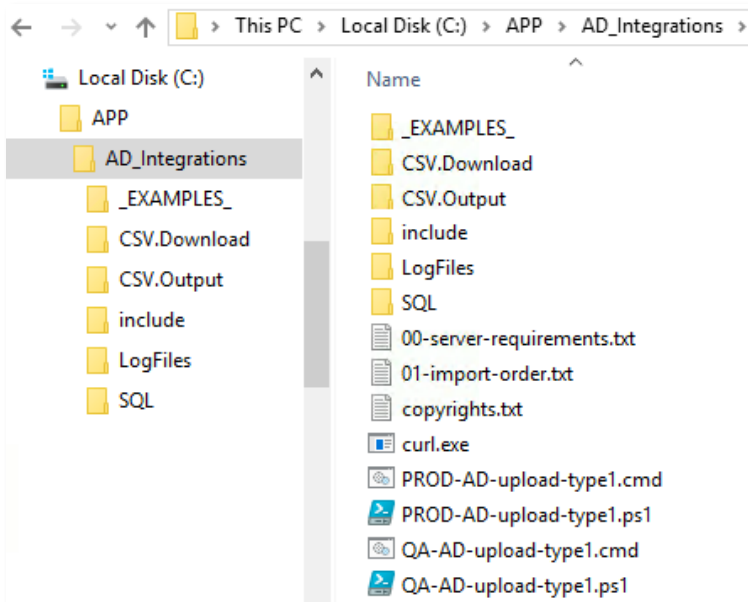 This PC > Local Disk (C:) > APP > AD_Integrations >
Local Disk (C:)
APP
AD_Integrations
_EXAMPLES_
CSV.Download
CSV.Output
include
LogFiles
SQL
Name
_EXAMPLES_
CSV.Download
CSV.Output
include
LogFiles
SQL
00-server-requirements.txt
01-import-order.txt
copyrights.txt
curl.exe
PROD-AD-upload-type1.cmd
PROD-AD-upload-type1.ps1
QA-AD-upload-type1.cmd
QA-AD-upload-type1.ps1